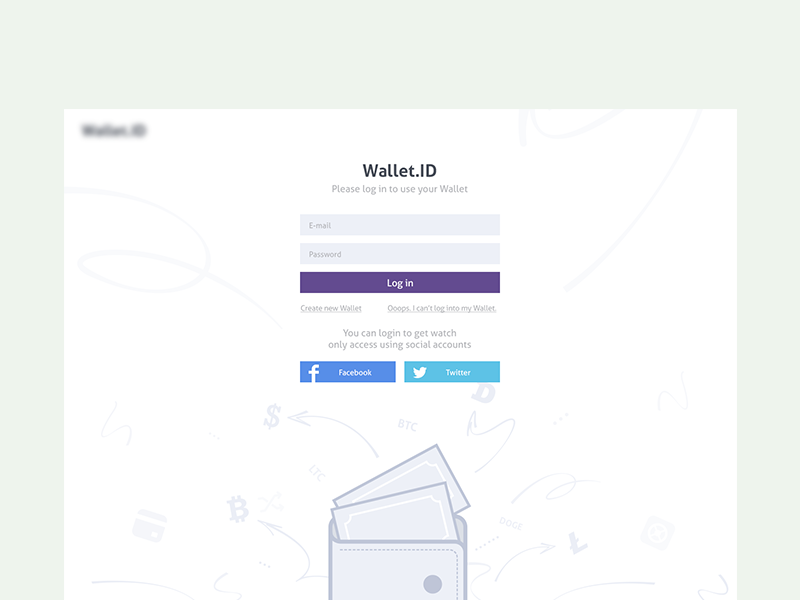 Wallet.ID
Wallet.ID
Please log in to use your Wallet
E-mail
Password
Log in
Create new Wallet
Ooops. I can't log into my Wallet.
You can login to get watch
only access using social accounts
Facebook
Twitter
BTC
LTC
DOGE